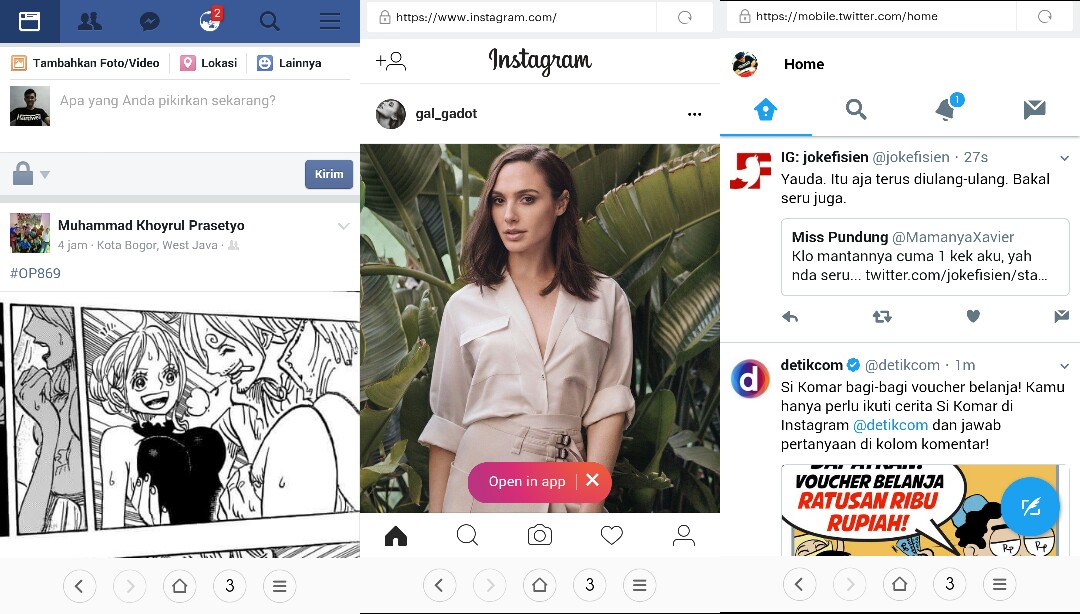 2
Tambahkan Foto/Video
Lokasi
Lainnya
Apa yang Anda pikirkan sekarang?
Kirim
Muhammad Khoyrul Prasetyo
4 jam · Kota Bogor, West Java ·
#OP869
3
https://www.instagram.com/
Instagram
gal_gadot
Open in app
3
https://mobile.twitter.com/home
Home
1
IG: jokefisien @jokefisien · 27s
Yauda. Itu aja terus diulang-ulang. Bakal
seru juga.
Miss Pundung @MamanyaXavier
Klo mantannya cuma 1 kek aku, yah
nda seru... twitter.com/jokefisien/sta...
d
detikcom @detikcom · 1m
Si Komar bagi-bagi voucher belanja! Kamu
hanya perlu ikuti cerita Si Komar di
Instagram @detikcom dan jawab
pertanyaan di kolom komentar!
VOUCHER BELANJA
RATUSAN RIBU
RUPIAH!
Rp
Rp
3